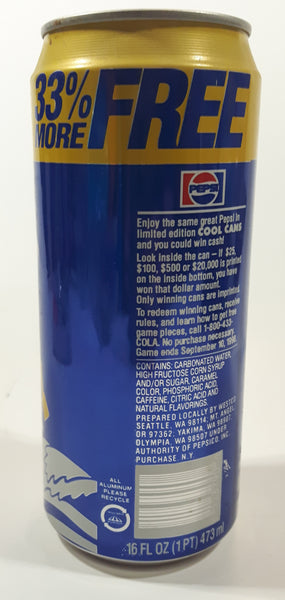 33% FREE
MORE
PEPSI
Enjoy the same great Pepsi in
limited edition COOL CANS
and you could win cash!
Look inside the can – If $25,
$100, $500 or $20,000 is printed
on the inside bottom, you have
won that dollar amount.
Only winning cans are imprinted.
To redeem winning cans, receive
rules, and learn how to get free
game pieces, call 1-800-433-
COLA. No purchase necessary.
Game ends September 10, 1990.
CONTAINS: CARBONATED WATER,
HIGH FRUCTOSE CORN SYRUP
AND/OR SUGAR, CARAMEL
COLOR, PHOSPHORIC ACID,
CAFFEINE, CITRIC ACID AND
NATURAL FLAVORINGS.
PREPARED LOCALLY BY WESTCO
SEATTLE, WA 98114, MT. ANGEL,
OR 97362; YAKIMA, WA
OLYMPIA, WA 98507 UNDER
AUTHORITY OF PEPSICO, INC.
PURCHASE, N.Y.
ALL
ALUMINUM
PLEASE
RECYCLE
16 FL OZ (1 PT) 473 ml